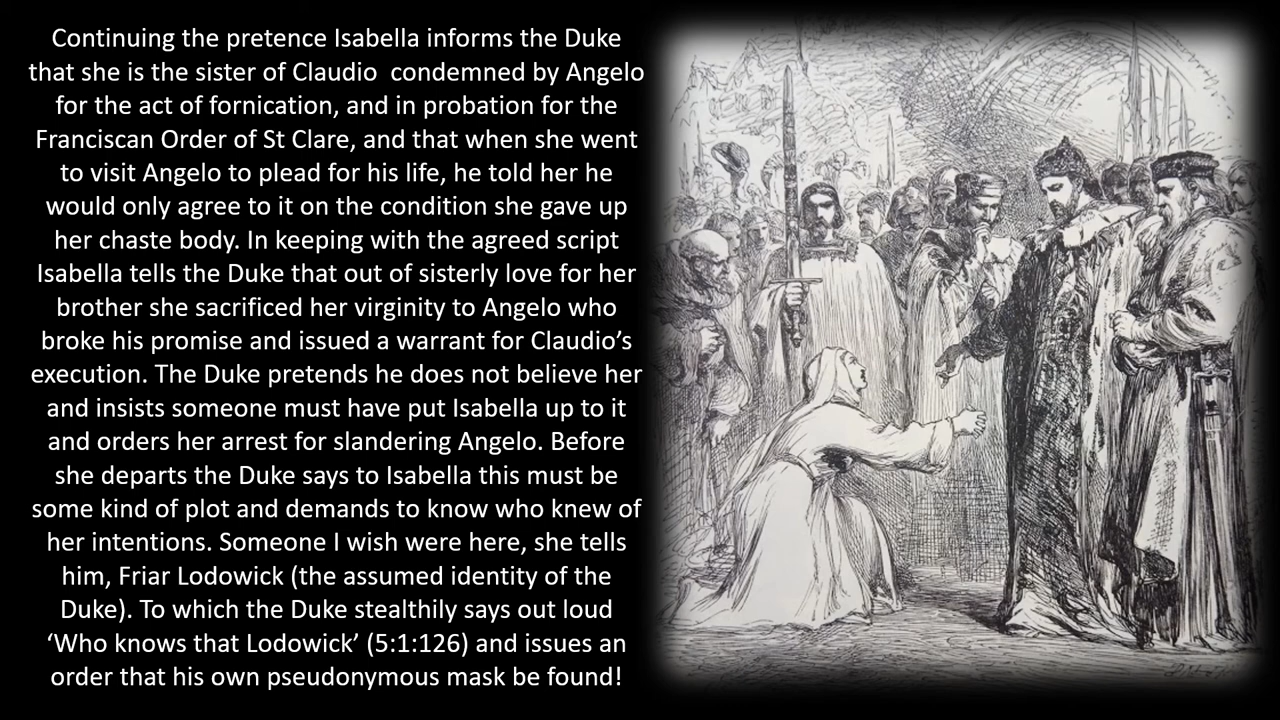 Continuing the pretence Isabella informs the Duke
that she is the sister of Claudio  condemned by Angelo
for the act of fornication, and in probation for the
Franciscan Order of St Clare, and that when she went
to visit Angelo to plead for his life, he told her he
would only agree to it on the condition she gave up
her chaste body. In keeping with the agreed script
Isabella tells the Duke that out of sisterly love for her
brother she sacrificed her virginity to Angelo who
broke his promise and issued a warrant for Claudio’s
execution. The Duke pretends he does not believe her
and insists someone must have put Isabella up to it
and orders her arrest for slandering Angelo. Before
she departs the Duke says to Isabella this must be
some kind of plot and demands to know who knew of
her intentions. Someone I wish were here, she tells
him, Friar Lodowick (the assumed identity of the
Duke). To which the Duke stealthily says out loud
‘Who knows that Lodowick’ (5:1:126) and issues an
order that his own pseudonymous mask be found!